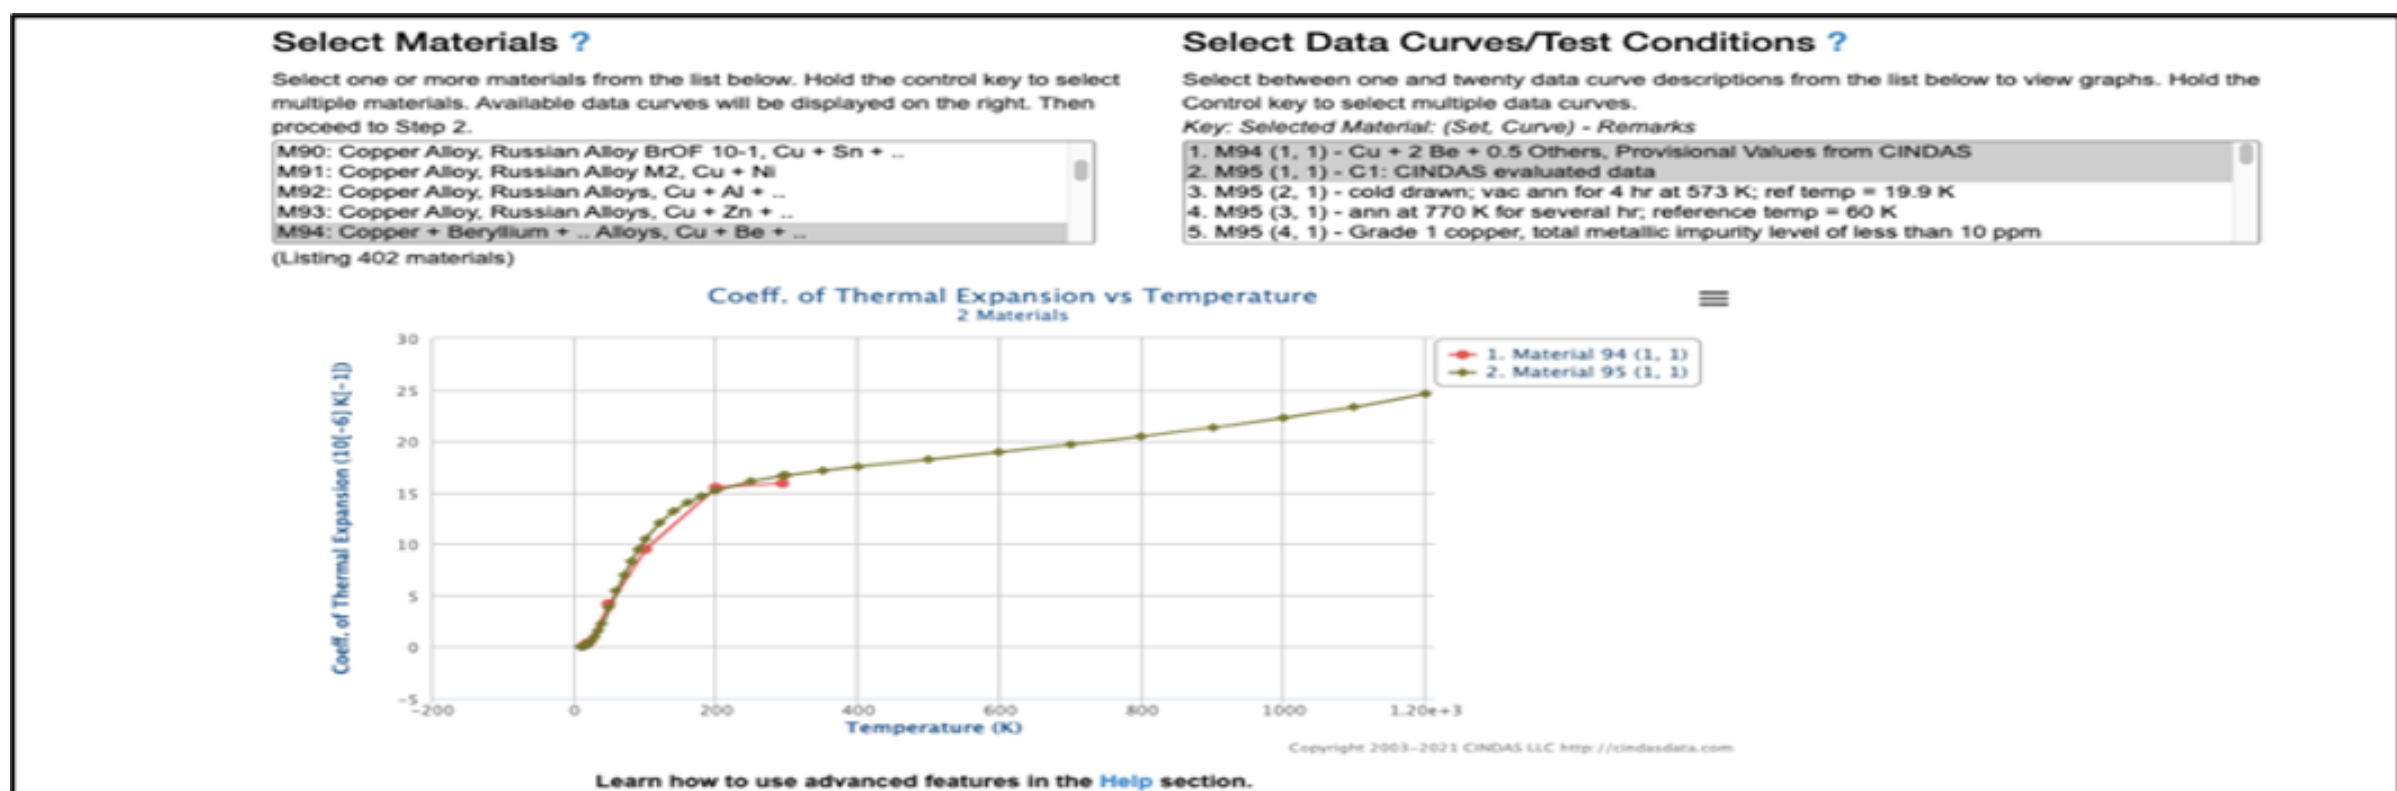 Select Materials ?
Select one or more materials from the list below. Hold the control key to select
multiple materials. Available data curves will be displayed on the right. Then
proceed to Step 2.
M90: Copper Alloy, Russian Alloy BrOF 10-1, Cu + Sn + ..
M91: Copper Alloy, Russian Alloy M2, Cu + Ni
M92: Copper Alloy, Russian Alloys, Cu + Al + ..
M93: Copper Alloy, Russian Alloys, Cu + Zn + ..
M94: Copper + Beryllium + .. Alloys, Cu + Be + ..
(Listing 402 materials)
Select Data Curves/Test Conditions ?
Select between one and twenty data curve descriptions from the list below to view graphs. Hold the
Control key to select multiple data curves.
Key: Selected Material: (Set, Curve) - Remarks
1. M94 (1, 1) - Cu + 2 Be + 0.5 Others, Provisional Values from CINDAS
2. M95 (1, 1) - C1: CINDAS evaluated data
3. M95 (2, 1) - cold drawn; vac ann for 4 hr at 573 K; ref temp = 19.9 K
4. M95 (3, 1) - ann at 770 K for several hr; reference temp = 60 K
5. M95 (4, 1) - Grade 1 copper, total metallic impurity level of less than 10 ppm
Coeff. of Thermal Expansion vs Temperature
2 Materials
Coeff. of Thermal Expansion (10[-6] K[-1])
30
25
20
15
10
5
0
-5
-200 0 200 400 600 800 1000 1.20e+3
Temperature (K)
1. Material 94 (1, 1)
2. Material 95 (1, 1)
Copyright 2003-2021 CINDAS LLC http://cindasdata.com
Learn how to use advanced features in the Help section.